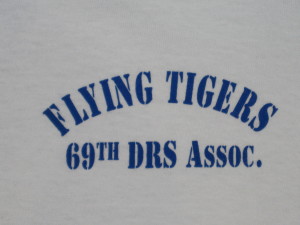 FLYING TIGERS
69TH DRS ASSOC.